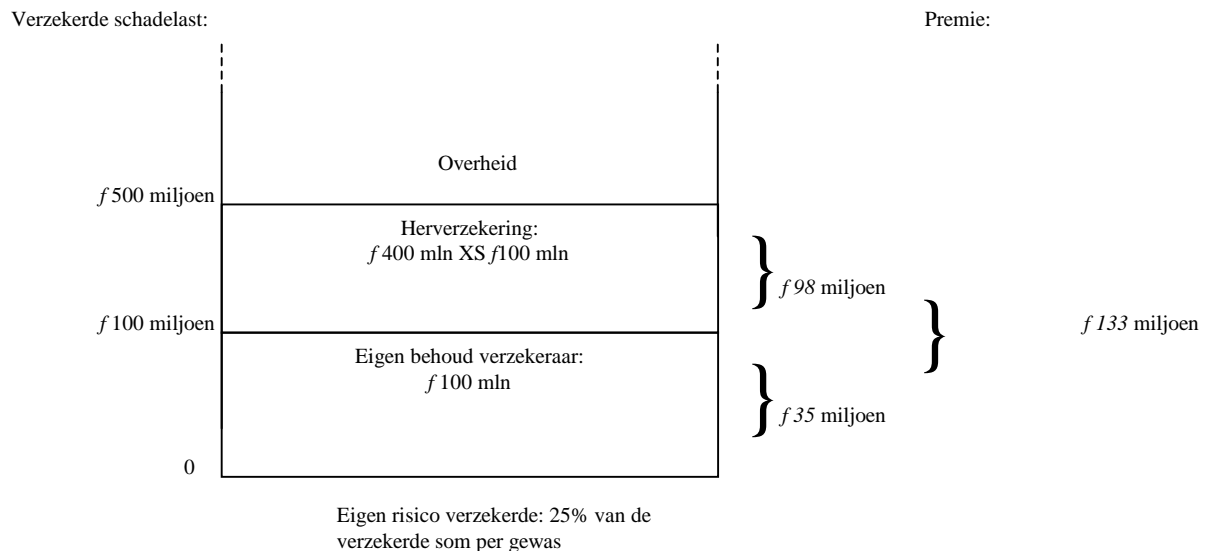 Verzekerde schadelast:
Premie:
Overheid
ƒ 500 miljoen
Herverzekering:
ƒ 400 mln XS ƒ100 mln
ƒ 98 miljoen
ƒ 100 miljoen
ƒ 133 miljoen
Eigen behoud verzekeraar:
ƒ 100 mln
ƒ 35 miljoen
0
Eigen risico verzekerde: 25% van de
verzekerde som per gewas